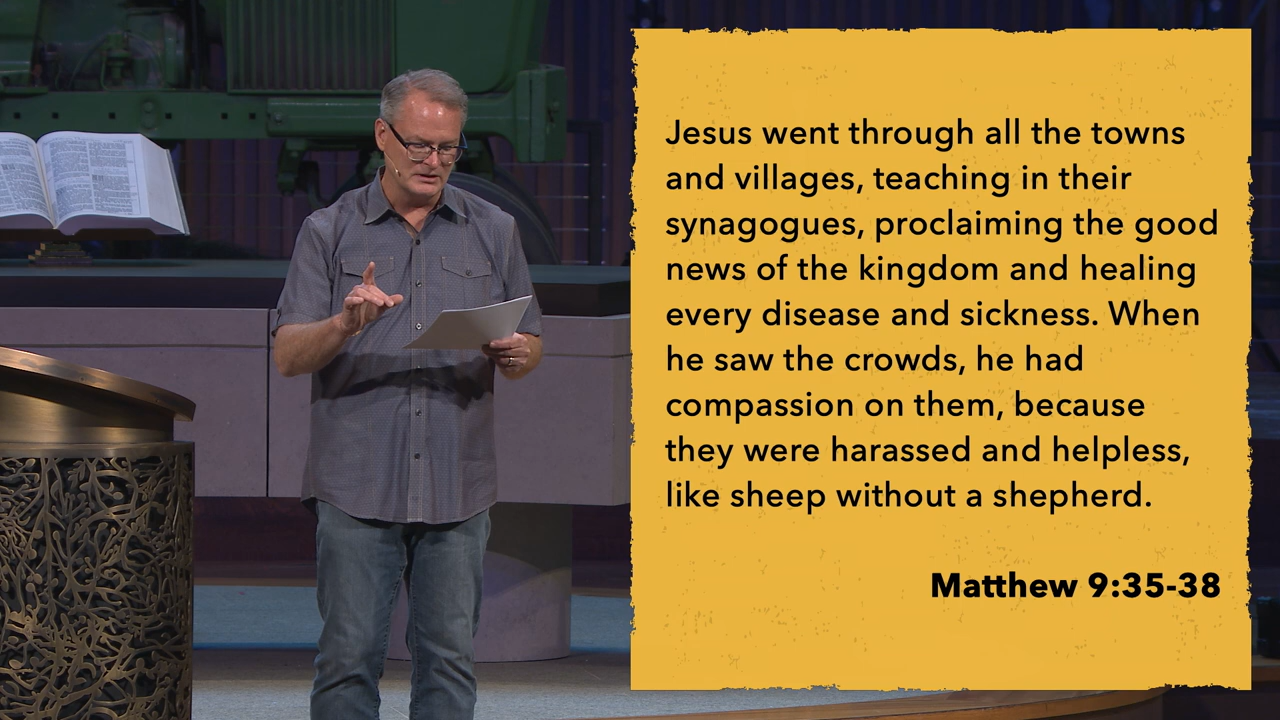 Jesus went through all the towns
and villages, teaching in their
synagogues, proclaiming the good
news of the kingdom and healing
every disease and sickness. When
he saw the crowds, he had
compassion on them, because
they were harassed and helpless,
like sheep without a shepherd.
Matthew 9:35-38